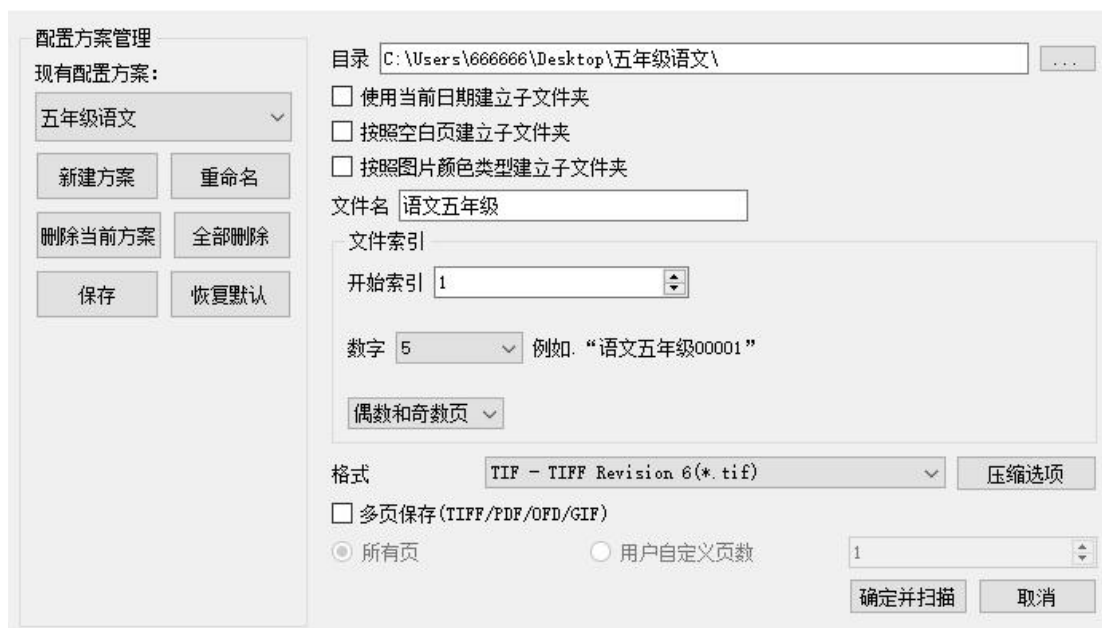 配置方案管理
现有配置方案：
五年级语文
新建方案 重命名
删除当前方案 全部删除
保存 恢复默认
目录 C:\Users\666666\Desktop\五年级语文\ ...
使用当前日期建立子文件夹
按照空白页建立子文件夹
按照图片颜色类型建立子文件夹
文件名 语文五年级
文件索引
开始索引 1
数字 5 例如.“语文五年级00001”
偶数和奇数页
格式 TIF - TIFF Revision 6(*.tif) 压缩选项
多页保存(TIFF/PDF/OFD/GIF)
所有页 用户自定义页数 1
确定并扫描 取消